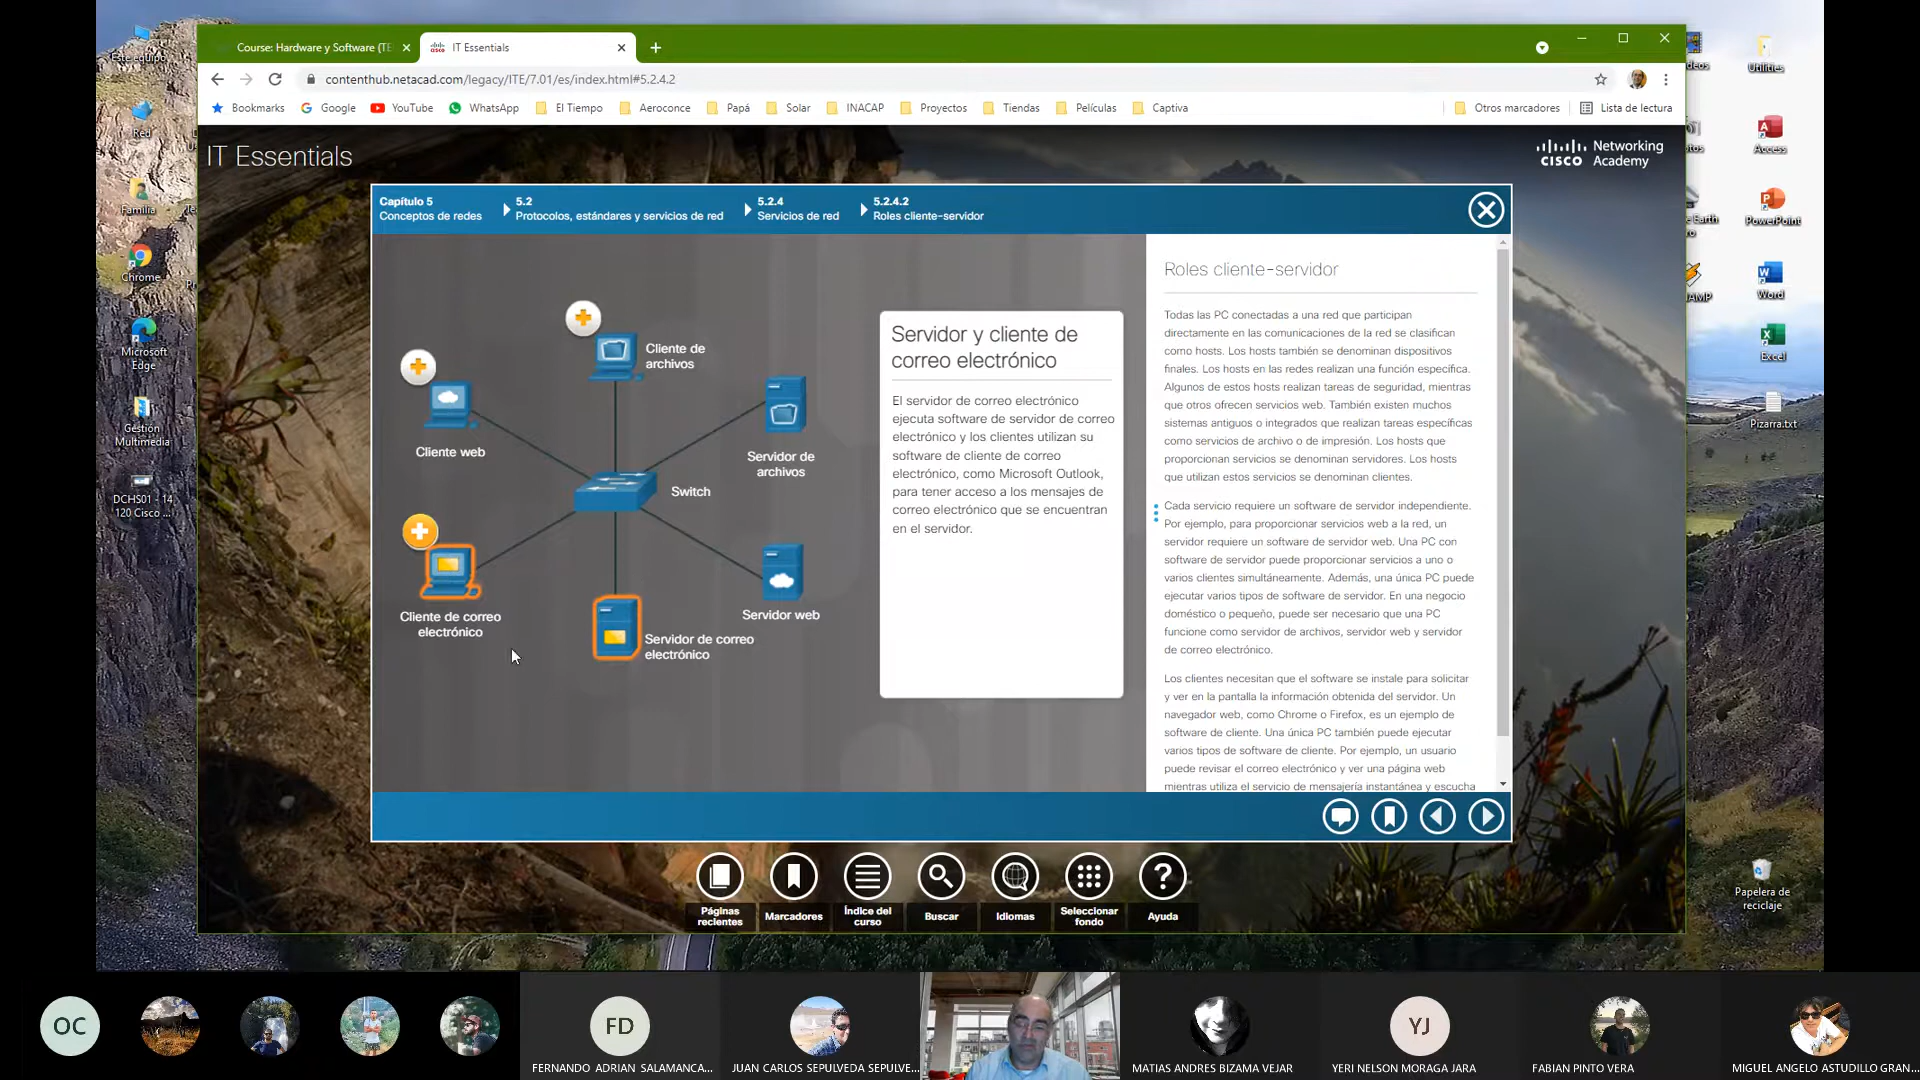 Course: Hardware y Software (TE
IT Essentials
contenthub.netacad.com/legacy/ITE/7.01/es/index.html#5.2.4.2
Bookmarks
Google
YouTube
WhatsApp
El Tiempo
Aeroconce
Papá
Solar
INACAP
Proyectos
Tiendas
Películas
Captiva
Otros marcadores
Lista de lectura
IT Essentials
CISCO
Networking
Academy
Capítulo 5
Conceptos de redes
5.2
Protocolos, estándares y servicios de red
5.2.4
Servicios de red
5.2.4.2
Roles cliente-servidor
Cliente de
archivos
Cliente web
Servidor de
archivos
Switch
Cliente de correo
electrónico
Servidor de correo
electrónico
Servidor web
Servidor y cliente de
correo electrónico
El servidor de correo electrónico
ejecuta software de servidor de correo
electrónico y los clientes utilizan su
software de cliente de correo
electrónico, como Microsoft Outlook,
para tener acceso a los mensajes de
correo electrónico que se encuentran
en el servidor.
Roles cliente-servidor
Todas las PC conectadas a una red que participan
directamente en las comunicaciones de la red se clasifican
como hosts. Los hosts también se denominan dispositivos
finales. Los hosts en las redes realizan una función específica.
Algunos de estos hosts realizan tareas de seguridad, mientras
que otros ofrecen servicios web. También existen muchos
sistemas antiguos o integrados que realizan tareas específicas
como servicios de archivo o de impresión. Los hosts que
proporcionan servicios se denominan servidores. Los hosts
que utilizan estos servicios se denominan clientes.
Cada servicio requiere un software de servidor independiente.
Por ejemplo, para proporcionar servicios web a la red, un
servidor requiere un software de servidor web. Una PC con
software de servidor puede proporcionar servicios a uno o
varios clientes simultáneamente. Además, una única PC puede
ejecutar varios tipos de software de servidor. En una negocio
doméstico o pequeño, puede ser necesario que una PC
funcione como servidor de archivos, servidor web y servidor
de correo electrónico.
Los clientes necesitan que el software se instale para solicitar
y ver en la pantalla la información obtenida del servidor. Un
navegador web, como Chrome o Firefox, es un ejemplo de
software de cliente. Una única PC también puede ejecutar
varios tipos de software de cliente. Por ejemplo, un usuario
puede revisar el correo electrónico y ver una página web
mientras utiliza el servicio de mensajería instantánea y escucha
Páginas
recientes
Marcadores
Índice del
curso
Buscar
Idiomas
Seleccionar
fondo
Ayuda
Este equipo
Red
Familia
Chrome
Microsoft
Edge
Gestión
Multimedia
DCHS01 - 14
120 Cisco ...
Utilities
Access
PowerPoint
Word
Excel
Pizarra.txt
Papelera de
reciclaje
OC
FD
FERNANDO ADRIAN SALAMANCA...
JUAN CARLOS SEPULVEDA SEPULVE...
MATIAS ANDRES BIZAMA VEJAR
YJ
YERI NELSON MORAGA JARA
FABIAN PINTO VERA
MIGUEL ANGELO ASTUDILLO GRAN...